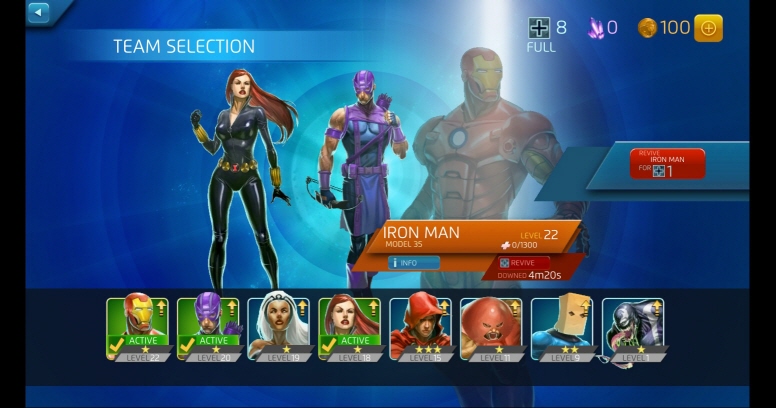 TEAM SELECTION
8
FULL
0
100
REVIVE
IRON MAN
FOR 1
IRON MAN
MODEL 35
LEVEL 22
0/1300
i INFO
REVIVE
DOWNED 4m20s
ACTIVE
LEVEL 22
ACTIVE
LEVEL 20
LEVEL 19
ACTIVE
LEVEL 18
LEVEL 15
LEVEL 11
LEVEL 9
LEVEL 1